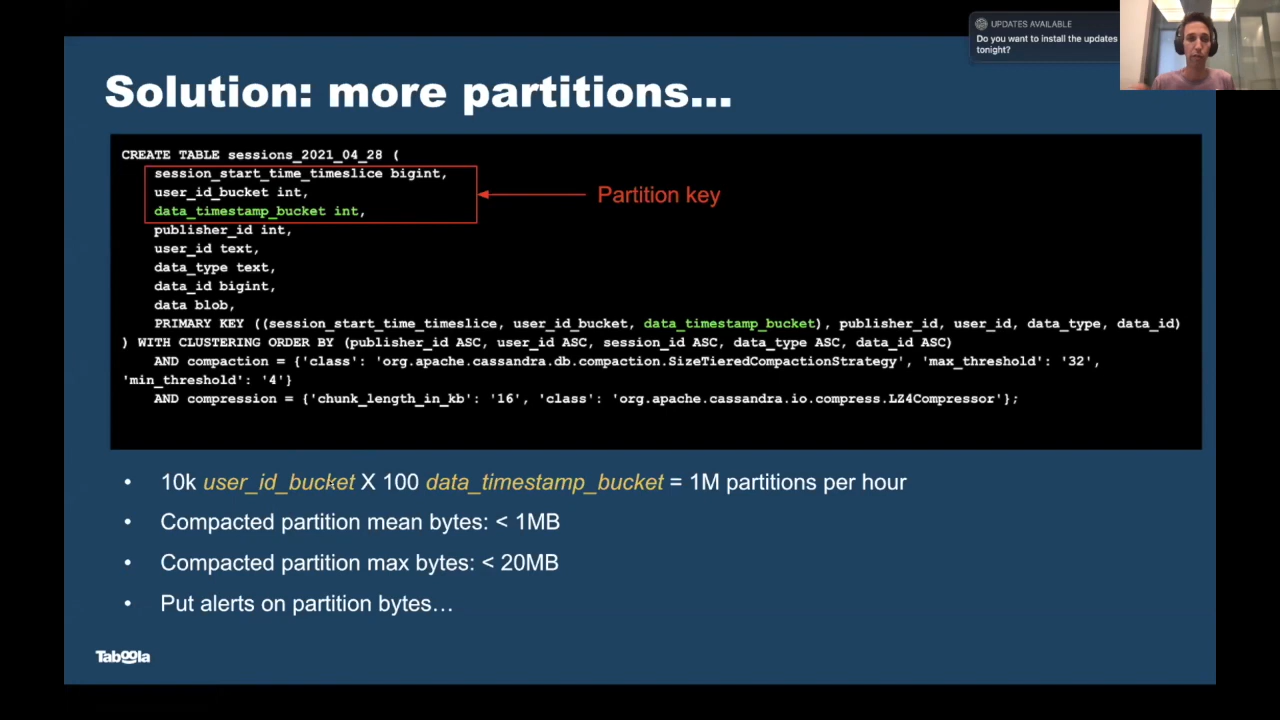 UPDATES AVAILABLE
Do you want to install the updates
tonight?
Solution: more partitions...
CREATE TABLE sessions_2021_04_28 (
session_start_time_timeslice bigint,
user_id_bucket int,
data_timestamp_bucket int,
Partition key
publisher_id int,
user_id text,
data_type text,
data_id bigint,
data blob,
PRIMARY KEY ((session_start_time_timeslice, user_id_bucket, data_timestamp_bucket), publisher_id, user_id, data_type, data_id)
) WITH CLUSTERING ORDER BY (publisher_id ASC, user_id ASC, session_id ASC, data_type ASC, data_id ASC)
AND compaction = {'class': 'org.apache.cassandra.db.compaction.SizeTieredCompactionStrategy', 'max_threshold': '32',
'min_threshold': '4'}
AND compression = {'chunk_length_in_kb': '16', 'class': 'org.apache.cassandra.io.compress.LZ4Compressor'};
• 10k user_id_bucket X 100 data_timestamp_bucket = 1M partitions per hour
• Compacted partition mean bytes: < 1MB
• Compacted partition max bytes: < 20MB
• Put alerts on partition bytes...
Taboola